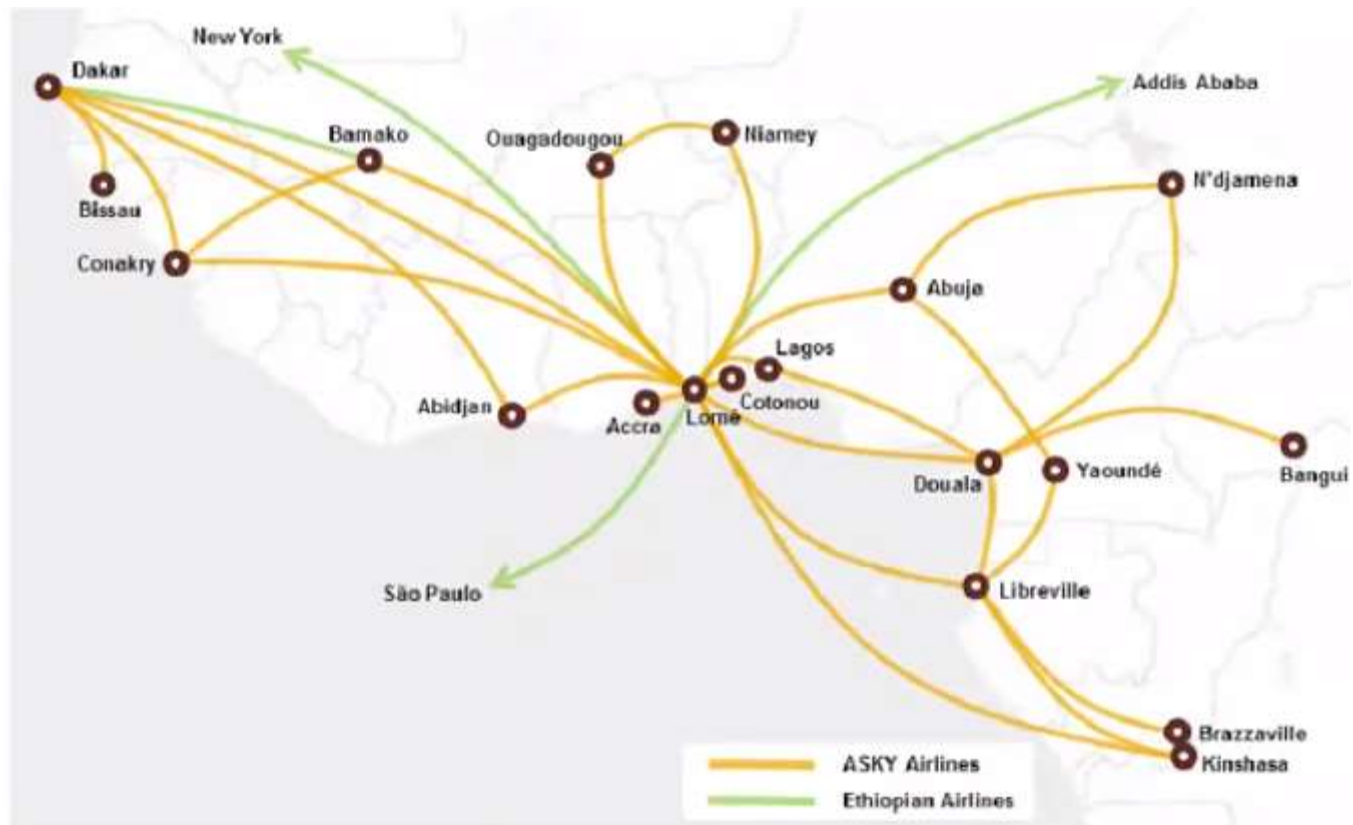 New York
Dakar
Addis Ababa
Bamako
Ouagadougou
Niamey
N'djamena
Bissau
Conakry
Abuja
Lagos
Abidjan
Accra
Lomé
Cotonou
Douala
Yaoundé
Bangui
São Paulo
Libreville
Brazzaville
Kinshasa
ASKY Airlines
Ethiopian Airlines